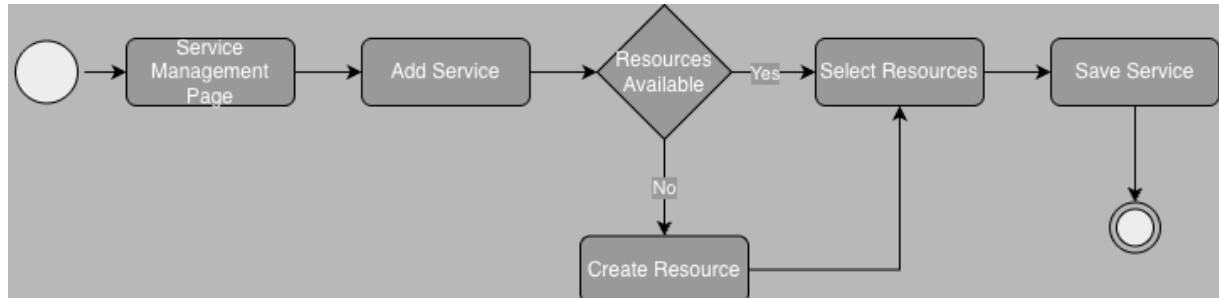 Service
Management
Page
Add Service
Resources
Available
Yes
Select Resources
Save Service
No
Create Resource